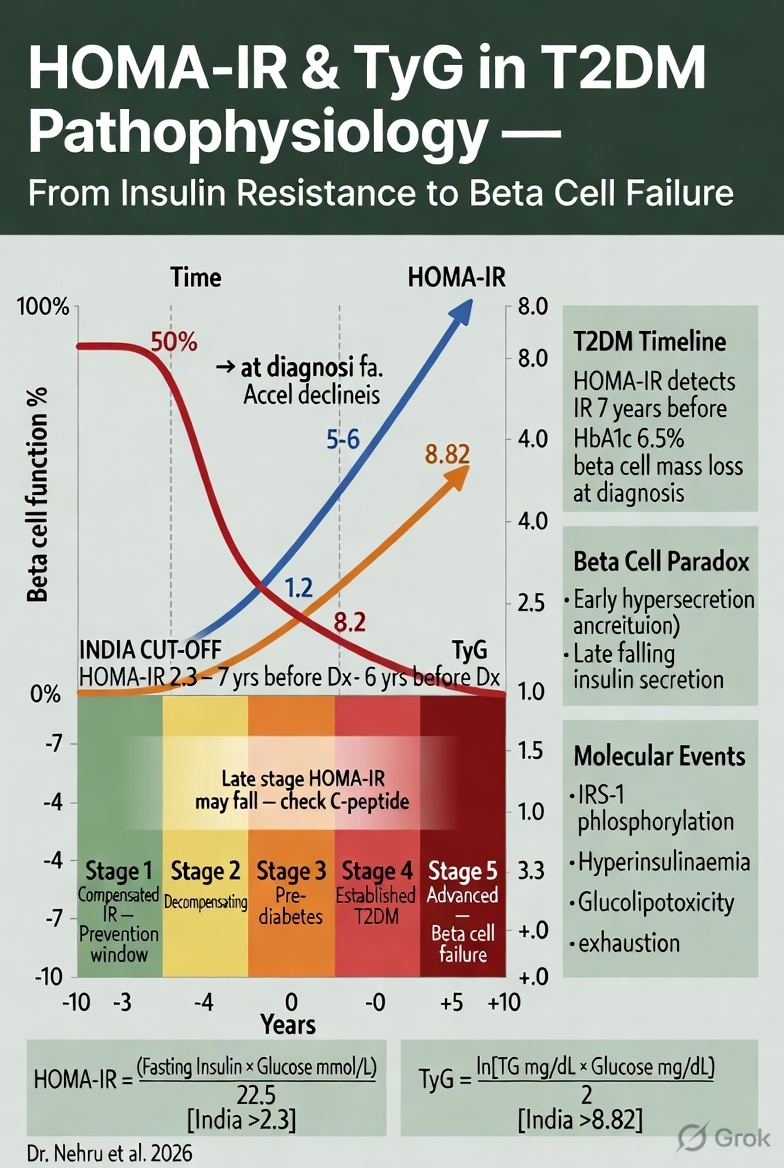 HOMA-IR & TyG in T2DM
Pathophysiology —
From Insulin Resistance to Beta Cell Failure
Time
HOMA-IR
100%
0%
Beta cell function %
50%
→ at diagnosi fa.
Accel declineis
5-6
8.82
1.2
8.2
INDIA CUT-OFF
TyG
HOMA-IR 2.3 – 7 yrs before Dx - 6 yrs before Dx
8.0
8.0
4.0
4.0
2.5
1.0
1.5
1.0
3.3
+.0
+.0
-7
-4
-4
-7
-10
Late stage HOMA-IR
may fall — check C-peptide
Stage 1
Compensated
IR —
Prevention
window
Stage 2
Decompensating
Stage 3
Pre-
diabetes
Stage 4
Established
T2DM
Stage 5
Advanced
—
Beta cell
failure
-10 -3 -4 0 -0 +5 +10
Years
T2DM Timeline
HOMA-IR detects
IR 7 years before
HbA1c 6.5%
beta cell mass loss
at diagnosis
Beta Cell Paradox
• Early hypersecretion
ancreituion)
• Late falling
insulin secretion
Molecular Events
• IRS-1
phlosphorylation
• Hyperinsulinaemia
• Glucolipotoxicity
• exhaustion
HOMA-IR = (Fasting Insulin × Glucose mmol/L)
22.5
[India >2.3]
TyG = ln[TG mg/dL × Glucose mg/dL]
2
[India >8.82]
Dr. Nehru et al. 2026
Grok